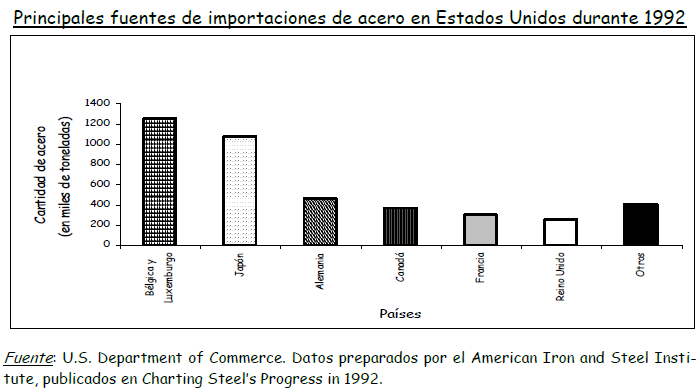 Principales fuentes de importaciones de acero en Estados Unidos durante 1992
Cantidad de acero
(en miles de toneladas)
1400
1200
1000
800
600
400
200
0
Bélgica y
Luxemburgo
Japón
Alemania
Canadá
Francia
Reino Unido
Otros
Países
Fuente: U.S. Department of Commerce. Datos preparados por el American Iron and Steel Insti-
tute, publicados en Charting Steel's Progress in 1992.